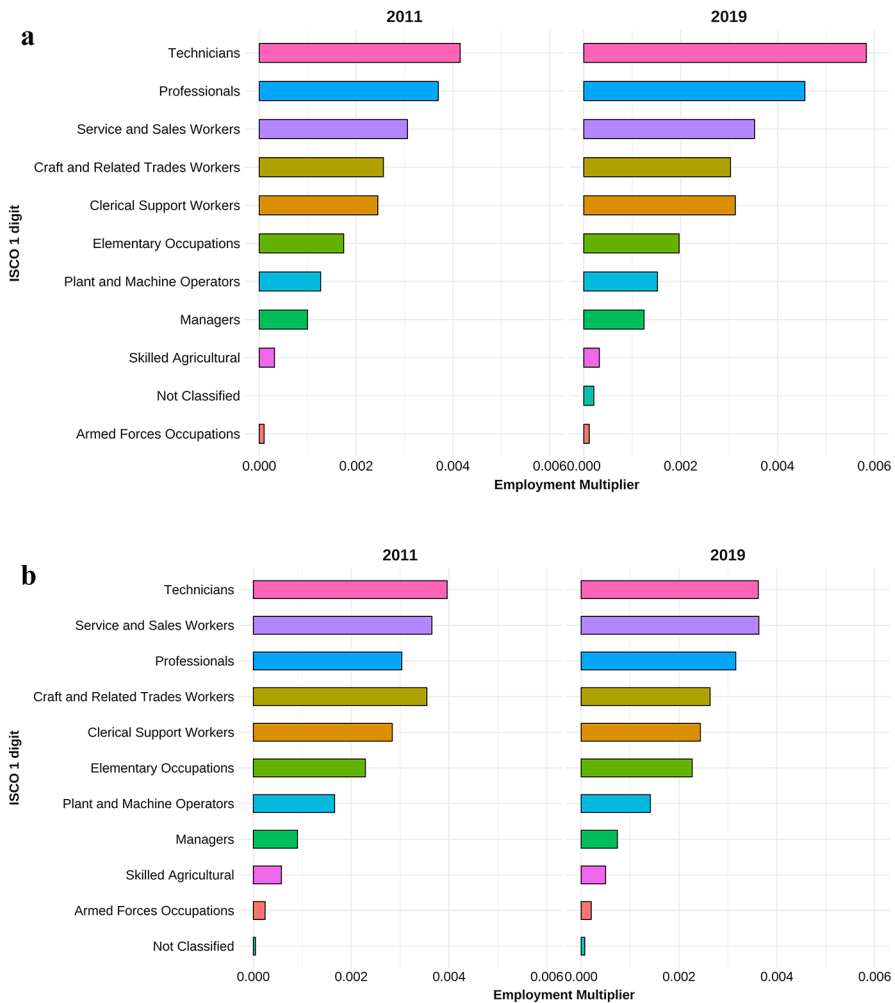 2011 2019
a
Technicians
Professionals
Service and Sales Workers
Craft and Related Trades Workers
Clerical Support Workers
Elementary Occupations
Plant and Machine Operators
Managers
Skilled Agricultural
Not Classified
Armed Forces Occupations
ISCO 1 digit
0.000 0.002 0.004 0.006 0.000 0.002 0.004 0.006
Employment Multiplier
2011 2019
b
Technicians
Service and Sales Workers
Professionals
Craft and Related Trades Workers
Clerical Support Workers
Elementary Occupations
Plant and Machine Operators
Managers
Skilled Agricultural
Armed Forces Occupations
Not Classified
ISCO 1 digit
0.000 0.002 0.004 0.006 0.000 0.002 0.004 0.006
Employment Multiplier